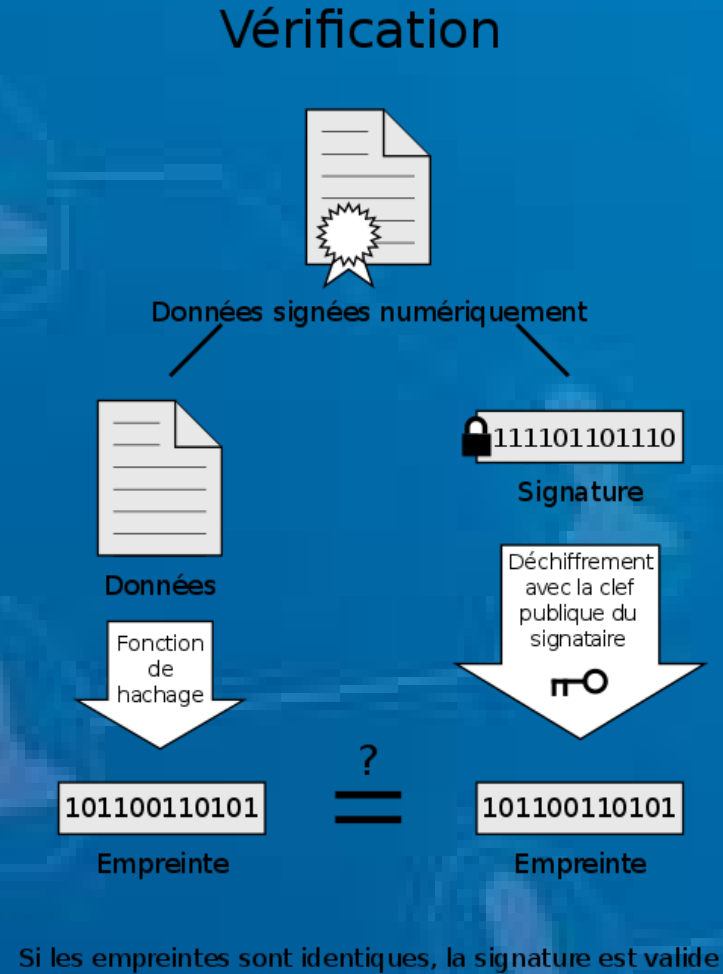 Vérification
Données signées numériquement
111101101110
Signature
Données
Déchiffrement
avec la clef
publique du
signataire
Fonction
de
hachage
?
=
101100110101
101100110101
Empreinte
Empreinte
Si les empreintes sont identiques, la signature est valide